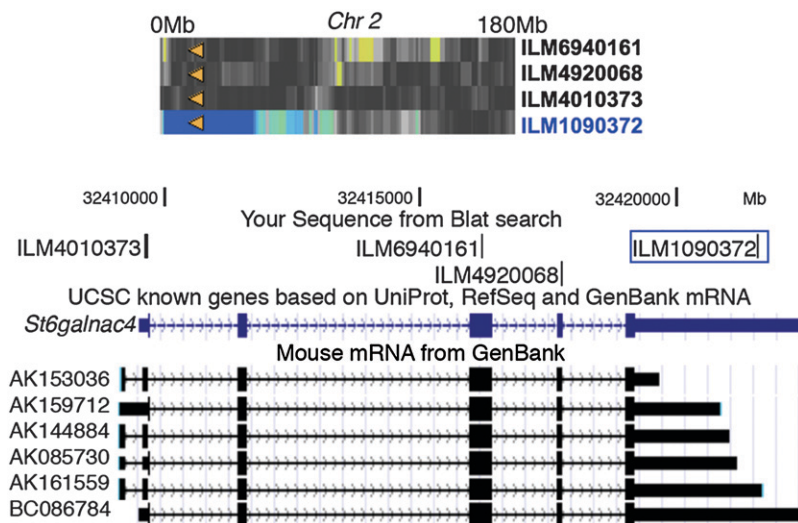 0Mb Chr 2 180Mb
ILM6940161
ILM4920068
ILM4010373
ILM1090372
32410000 32415000 32420000 Mb
Your Sequence from Blat search
ILM4010373 ILM6940161 ILM1090372
ILM4920068
UCSC known genes based on UniProt, RefSeq and GenBank mRNA
St6galnac4
Mouse mRNA from GenBank
AK153036
AK159712
AK144884
AK085730
AK161559
BC086784